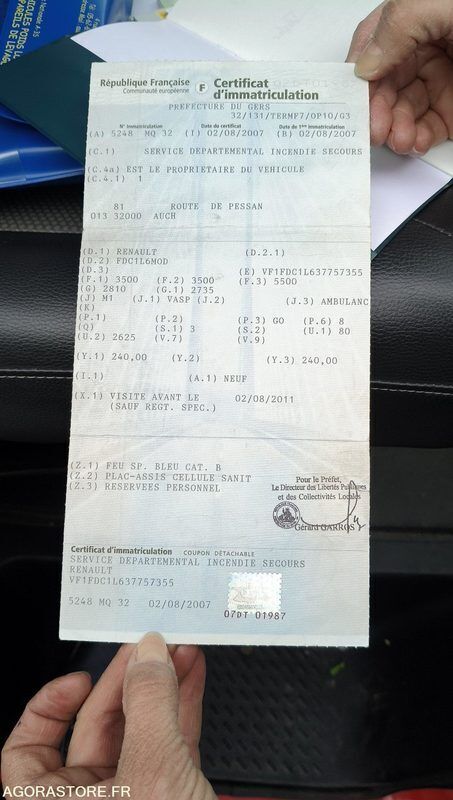 République Française
Communauté européenne
F
Certificat
d'immatriculation
PREFECTURE DU GERS
32/131/TERMF7/OP10/G3
N° Immatriculation Date du certificat Date de 1ère immatriculation
(A) 5248 MQ 32 (I) 02/08/2007 (B) 02/08/2007
(C.1) SERVICE DEPARTEMENTAL INCENDIE SECOURS
(C.4a) EST LE PROPRIETAIRE DU VEHICULE
(C.4.1) 1
81 ROUTE DE PESSAN
013 32000 AUCH
(D.1) RENAULT (D.2.1)
(D.2) FDC1L6MOD
(D.3) (E) VF1FDC1L637757355
(F.1) 3500 (F.2) 3500 (F.3) 5500
(G) 2810 (G.1) 2735
(J) M1 (J.1) VASP (J.2) (J.3) AMBULANC
(K)
(P.1) (P.2) (P.3) GO (P.6) 8
(Q) (S.1) 3 (S.2) (U.1) 80
(U.2) 2625 (V.7) (V.9)
(Y.1) 240,00 (Y.2) (Y.3) 240,00
(I.1) (A.1) NEUF
(X.1) VISITE AVANT LE 02/08/2011
(SAUF REGT. SPEC.)
(Z.1) FEU SP. BLEU CAT. B
(Z.2) PLAC-ASSIS CELLULE SANIT
(Z.3) RESERVEES PERSONNEL
Pour le Préfet,
Le Directeur des Libertés Publiques
et des Collectivités Locales
Gérard GARROS
Certificat d'immatriculation COUPON DÉTACHABLE
SERVICE DEPARTEMENTAL INCENDIE SECOURS
RENAULT
VF1FDC1L637757355
5248 MQ 32 02/08/2007
07DT 01987
AGORASTORE.FR